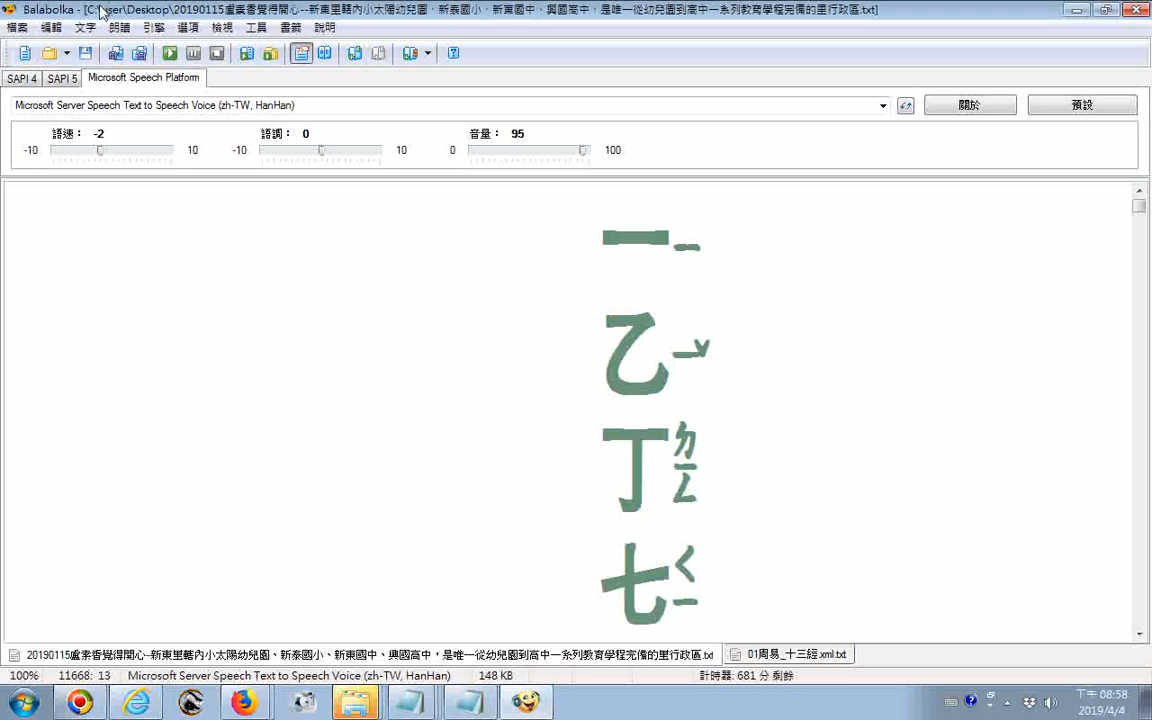 Balabolka - [C:\User\Desktop\20190115盧素香覺得開心--新東里轄內小太陽幼兒園、新泰國小、新東國中、興國高中，是唯一從幼兒園到高中一系列教育學程完備的里行政區.txt]
檔案 編輯 文字 朗讀 引擎 選項 檢視 工具 書籤 說明
SAPI 4 SAPI 5 Microsoft Speech Platform
Microsoft Server Speech Text to Speech Voice (zh-TW, HanHan) 關於 預設
語速： -2 語調： 0 音量： 95
-10 10 -10 10 0 100
一 ㄧ
乙 ㄧˇ
丁 ㄉㄧㄥ
七 ㄑㄧ
20190115盧素香覺得開心--新東里轄內小太陽幼兒園、新泰國小、新東國中、興國高中，是唯一從幼兒園到高中一系列教育學程完備的里行政區.txt 01周易_十三經.xml.txt
100% 11668: 13 Microsoft Server Speech Text to Speech Voice (zh-TW, HanHan) 148 KB 計時器: 681 分 剩餘
下午 08:58
2019/4/4